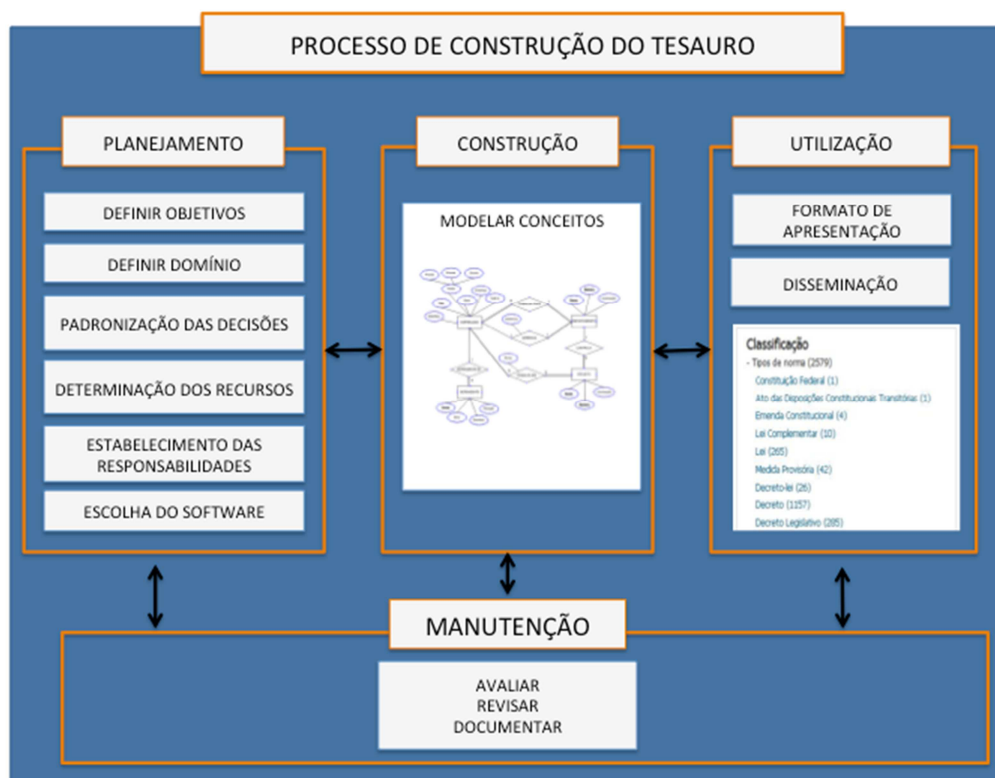 PROCESSO DE CONSTRUÇÃO DO TESAURO
PLANEJAMENTO
DEFINIR OBJETIVOS
DEFINIR DOMÍNIO
PADRONIZAÇÃO DAS DECISÕES
DETERMINAÇÃO DOS RECURSOS
ESTABELECIMENTO DAS
RESPONSABILIDADES
ESCOLHA DO SOFTWARE
CONSTRUÇÃO
MODELAR CONCEITOS
UTILIZAÇÃO
FORMATO DE
APRESENTAÇÃO
DISSEMINAÇÃO
Classificação
- Tipos de norma (2579)
Constituição Federal (1)
Ato das Disposições Constitucionais Transitórias (1)
Emenda Constitucional (4)
Lei Complementar (10)
Lei (265)
Medida Provisória (42)
Decreto-lei (26)
Decreto (1157)
Decreto Legislativo (285)
MANUTENÇÃO
AVALIAR
REVISAR
DOCUMENTAR